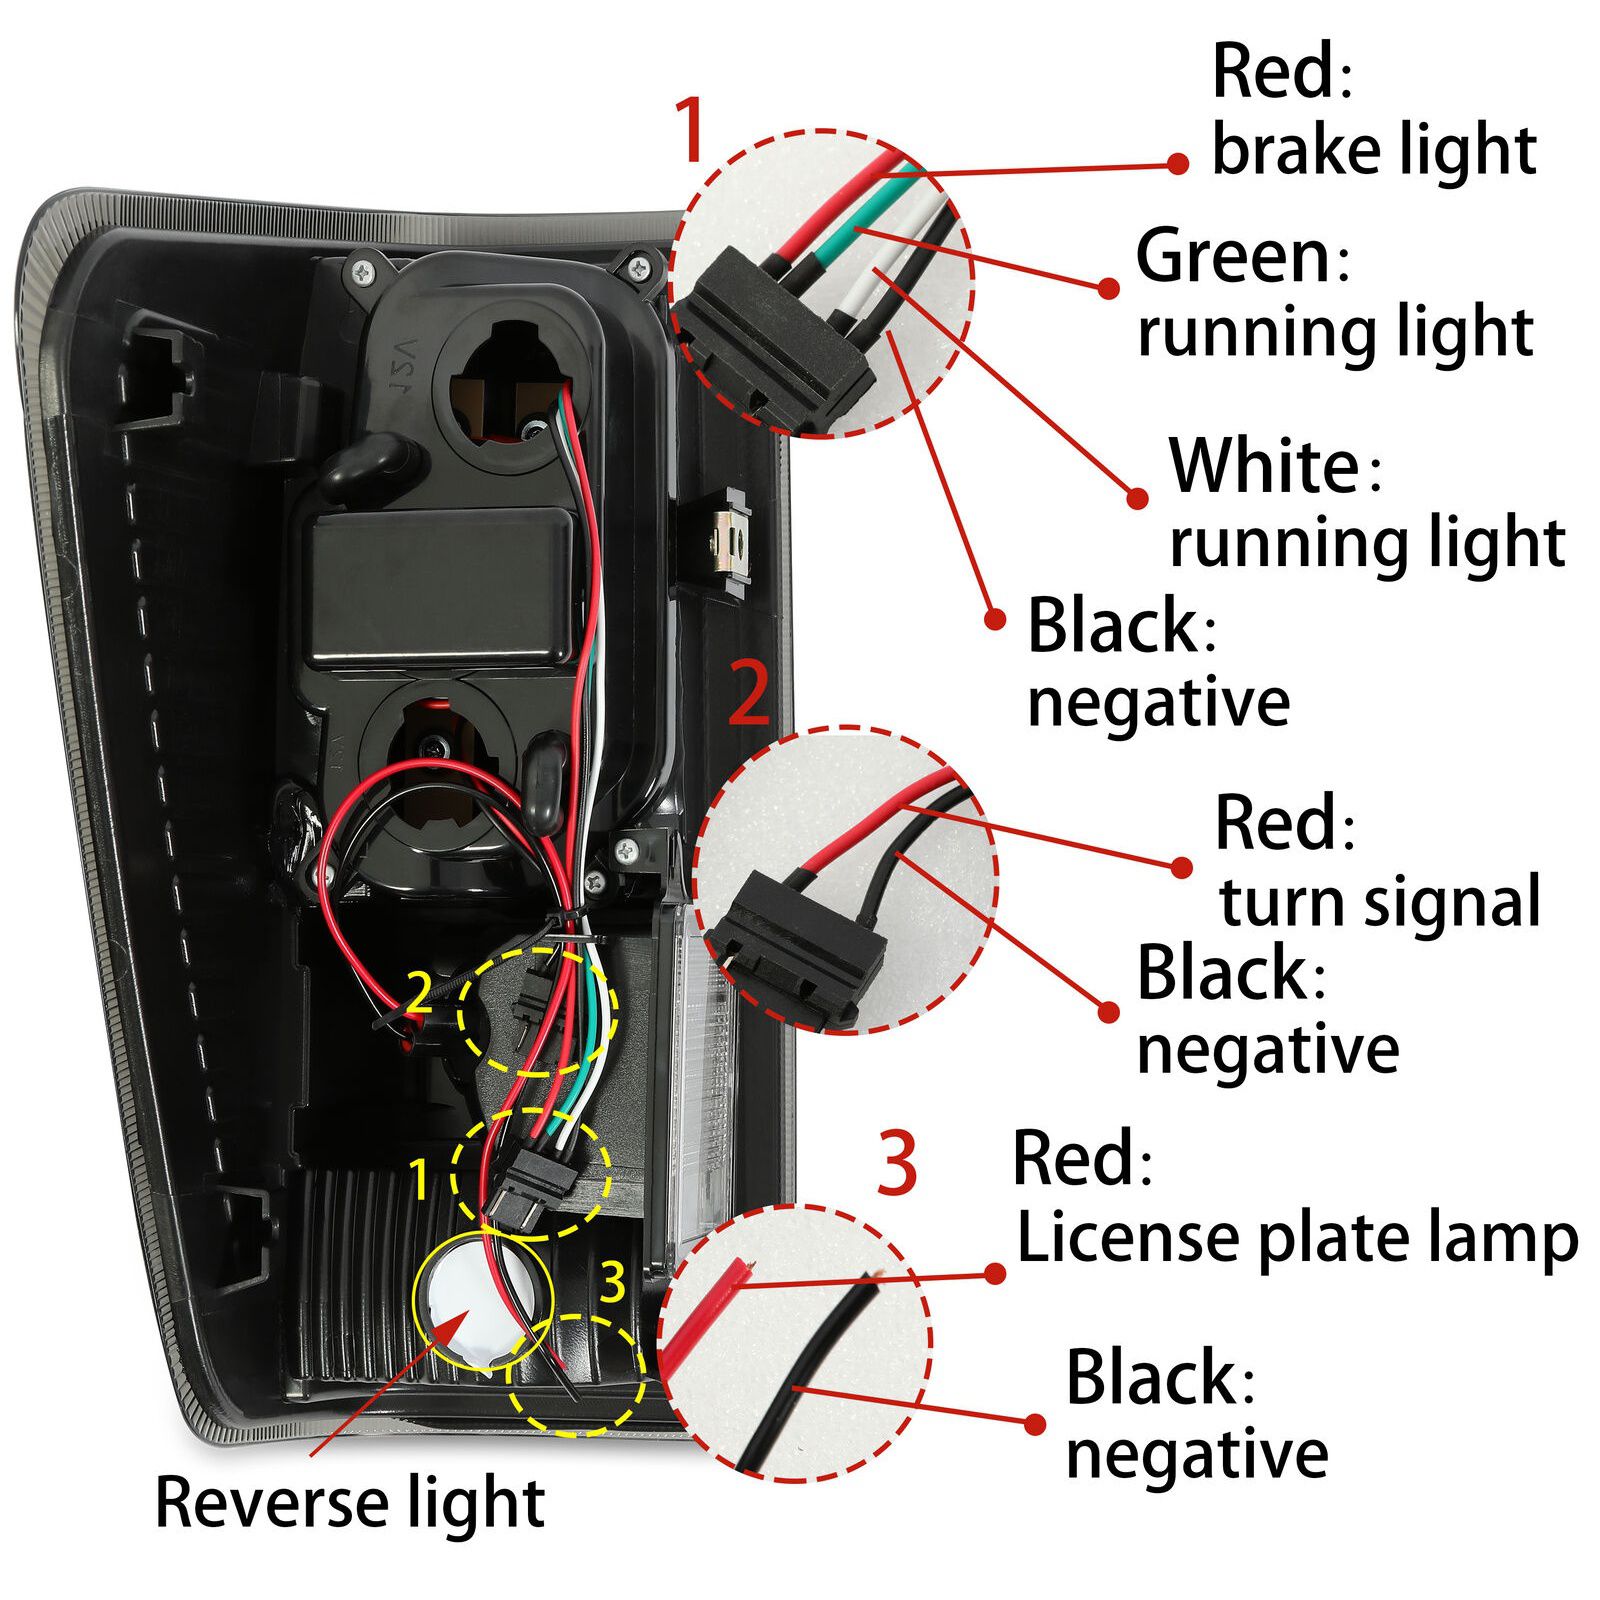 1
Red:
brake light
Green:
running light
White:
running light
Black:
negative
12V
2
Red:
turn signal
Black:
negative
2
1
3
Red:
License plate lamp
3
Black:
negative
Reverse light